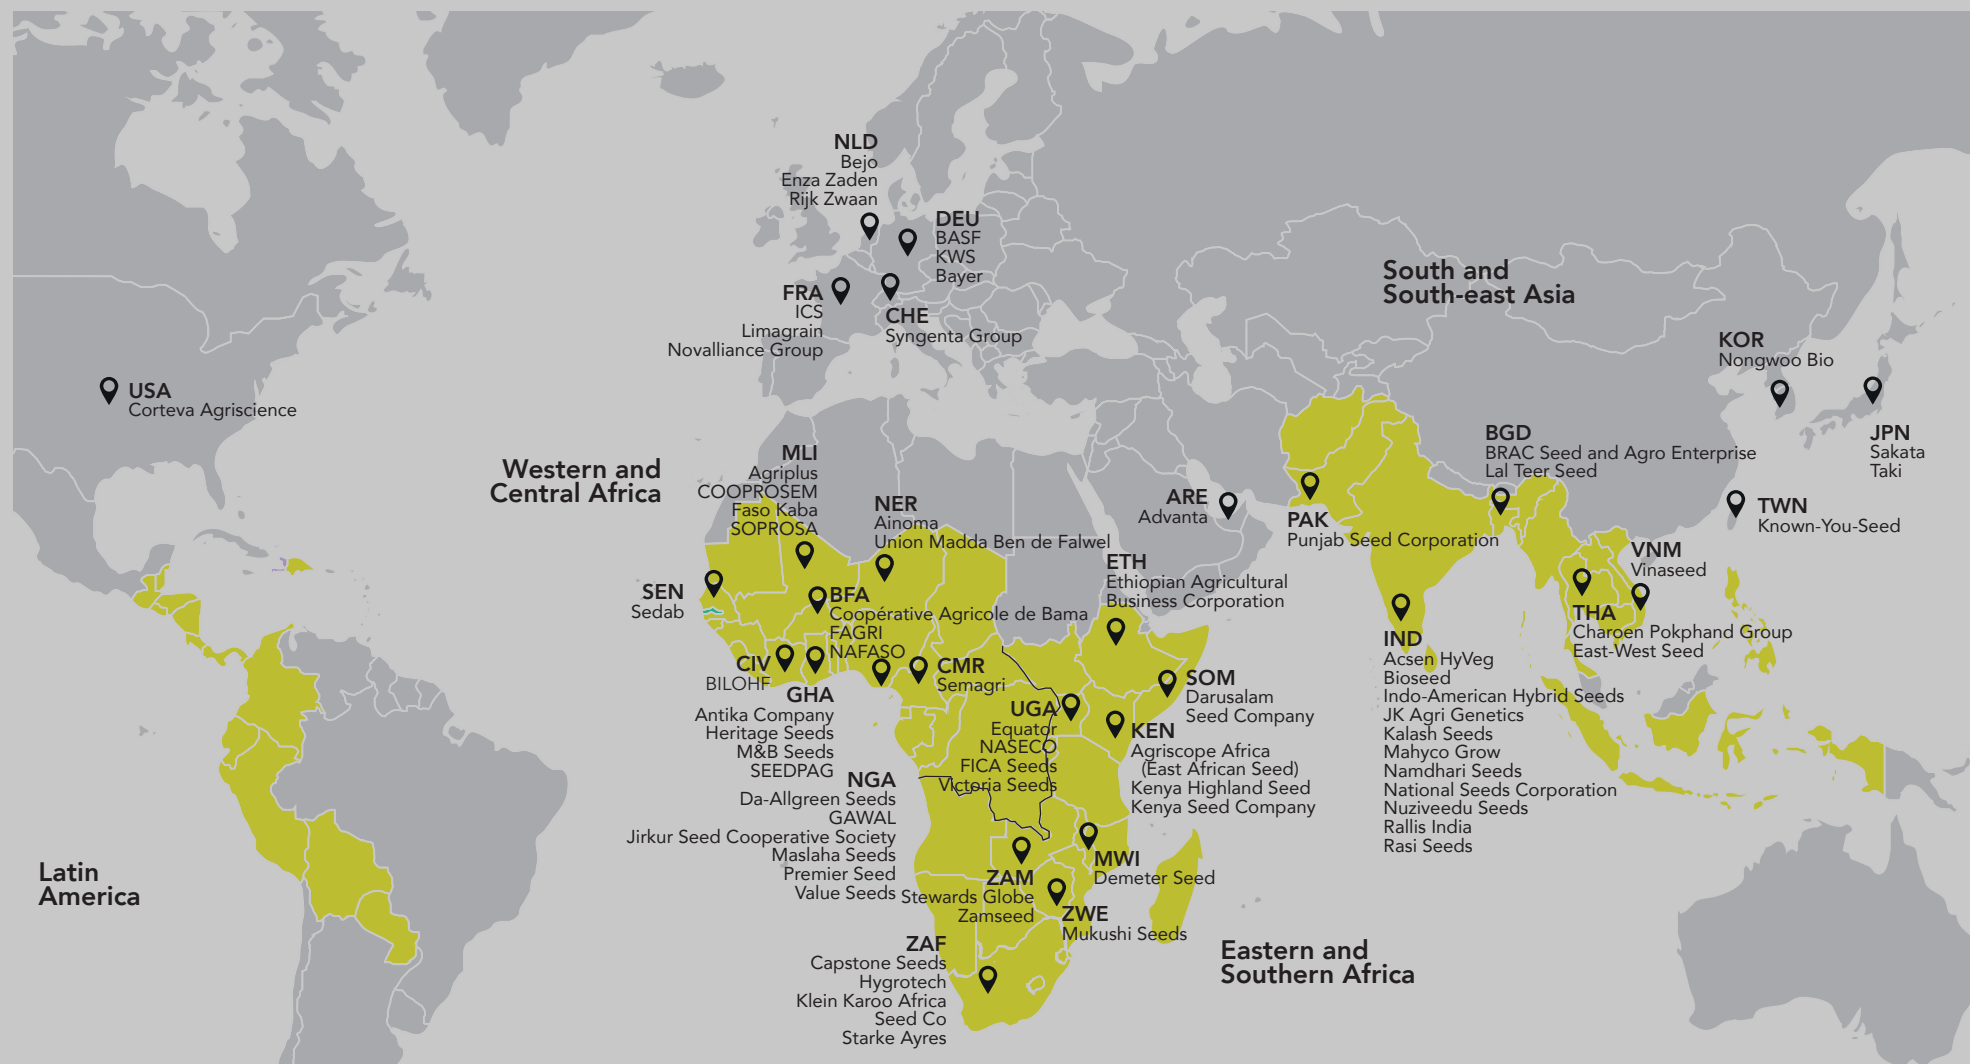 NLD
Bejo
Enza Zaden
Rijk Zwaan
DEU
BASF
KWS
Bayer
FRA
ICS
Limagrain
Novalliance Group
CHE
Syngenta Group
South and
South-east Asia
KOR
Nongwoo Bio
USA
Corteva Agriscience
JPN
Sakata
Taki
BGD
BRAC Seed and Agro Enterprise
Lal Teer Seed
Western and
Central Africa
MLI
Agriplus
COOPROSEM
Faso Kaba
SOPROSA
NER
Ainoma
Union Madda Ben de Falwel
ARE
Advanta
PAK
Punjab Seed Corporation
TWN
Known-You-Seed
VNM
Vinaseed
ETH
Ethiopian Agricultural
Business Corporation
SEN
Sedab
BFA
Coopérative Agricole de Bama
FAGRI
NAFASO
THA
Charoen Pokphand Group
East-West Seed
IND
Acsen HyVeg
Bioseed
Indo-American Hybrid Seeds
JK Agri Genetics
Kalash Seeds
Mahyco Grow
Namdhari Seeds
National Seeds Corporation
Nuziveedu Seeds
Rallis India
Rasi Seeds
CIV
BILOHF
CMR
Semagri
SOM
Darusalam
Seed Company
GHA
Antika Company
Heritage Seeds
M&B Seeds
SEEDPAG
UGA
Equator
NASECO
FICA Seeds
Victoria Seeds
KEN
Agriscope Africa
(East African Seed)
Kenya Highland Seed
Kenya Seed Company
NGA
Da-Allgreen Seeds
GAWAL
Jirkur Seed Cooperative Society
Maslaha Seeds
Premier Seed
Value Seeds
MWI
Demeter Seed
ZAM
Stewards Globe
Zamseed
ZWE
Mukushi Seeds
Latin
America
ZAF
Capstone Seeds
Hygrotech
Klein Karoo Africa
Seed Co
Starke Ayres
Eastern and
Southern Africa